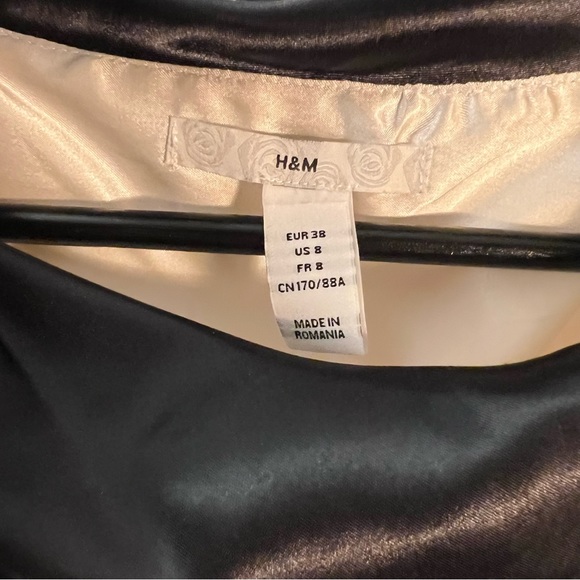 H&M
EUR 38
US 8
FR 8
CN170/88A
MADE IN
ROMANIA